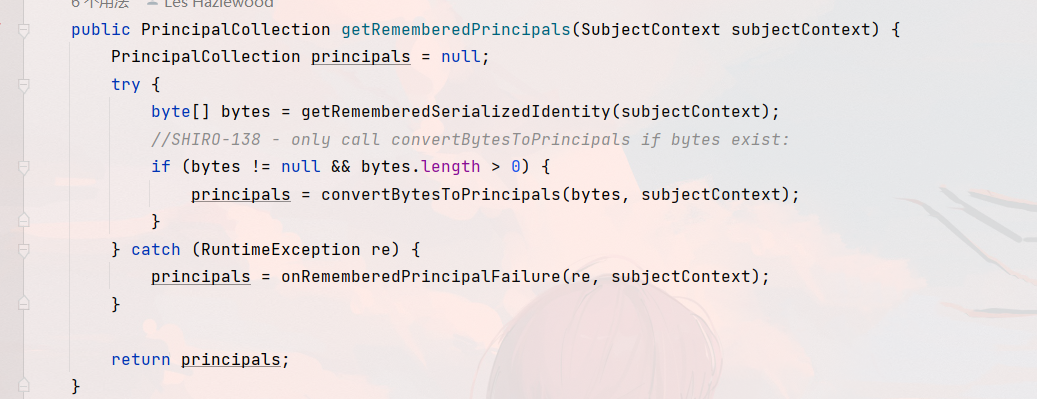 6 个用法 Les Hazlewood
public PrincipalCollection getRememberedPrincipals(SubjectContext subjectContext) {
PrincipalCollection principals = null;
try {
byte[] bytes = getRememberedSerializedIdentity(subjectContext);
//SHIRO-138 - only call convertBytesToPrincipals if bytes exist:
if (bytes != null && bytes.length > 0) {
principals = convertBytesToPrincipals(bytes, subjectContext);
}
} catch (RuntimeException re) {
principals = onRememberedPrincipalFailure(re, subjectContext);
}
return principals;
}